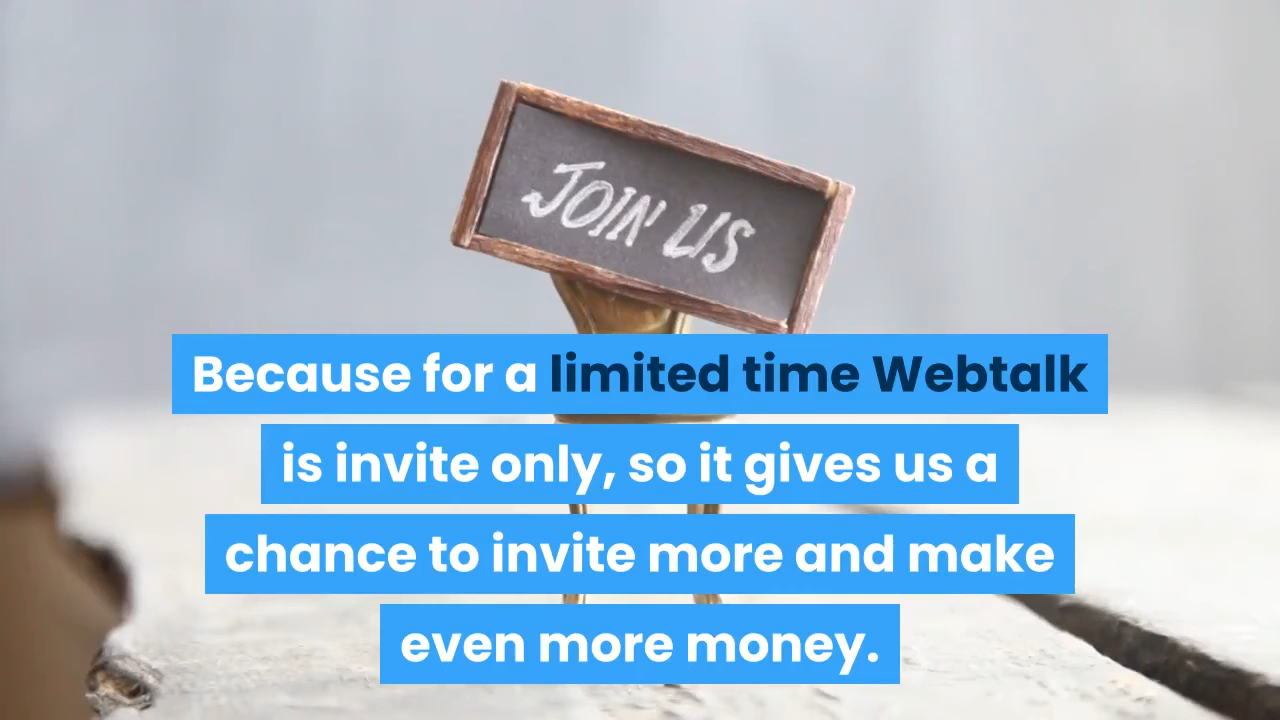 JOIN US
Because for a limited time Webtalk
is invite only, so it gives us a
chance to invite more and make
even more money.